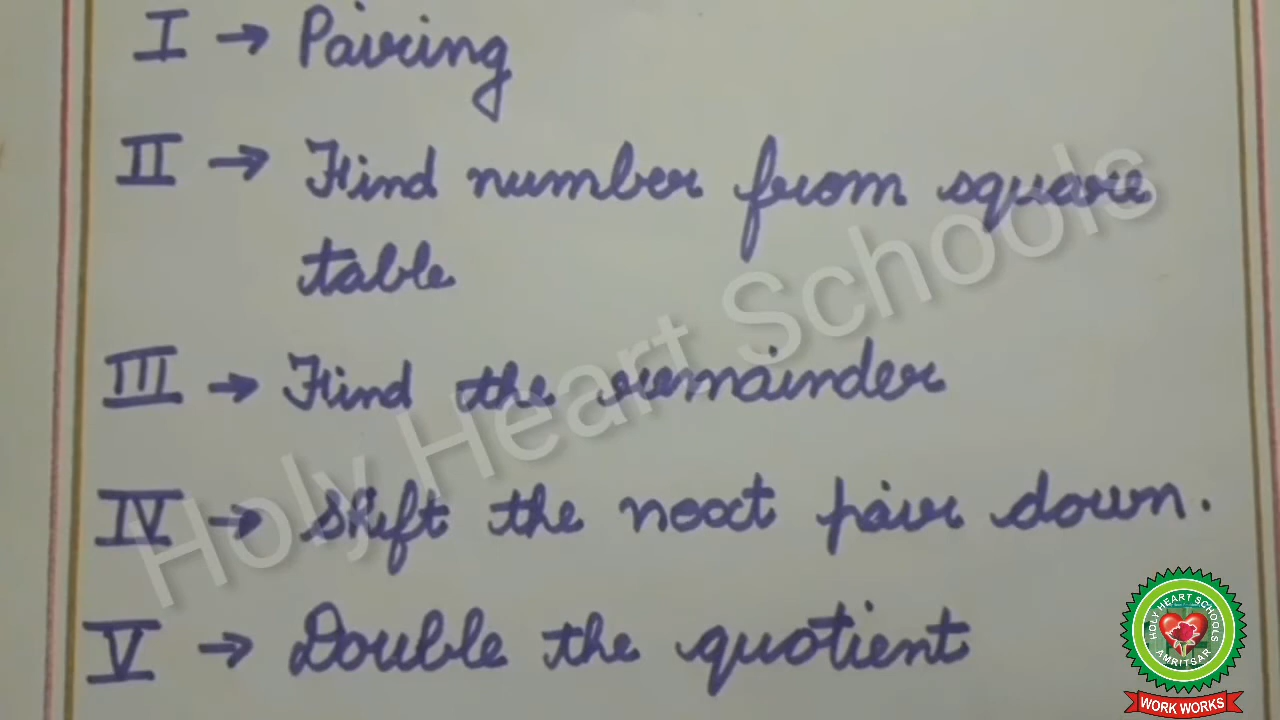 I → Pairing
II → Find number from square
table
III → Find the remainder
IV → Shift the next pair down.
V → Double the quotient
Holy Heart Schools
HOLY HEART SCHOOLS
AMRITSAR
WORK WORKS